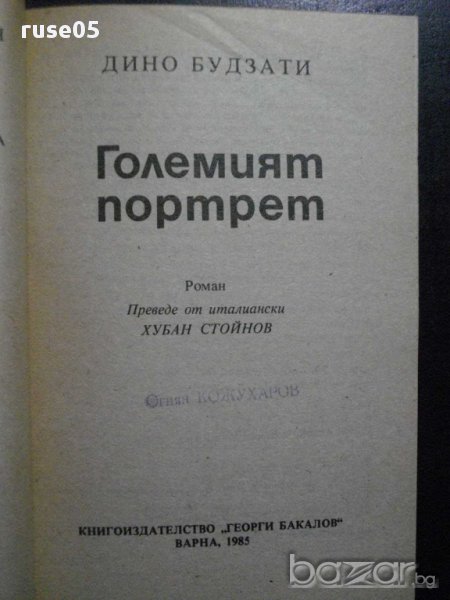 ruse05
ДИНО БУДЗАТИ
Големият
портрет
Роман
Преведе от италиански
ХУБАН СТОЙНОВ
Огнян КОЖУХАРОВ
КНИГОИЗДАТЕЛСТВО „ГЕОРГИ БАКАЛОВ“
ВАРНА, 1985
bazar.bg